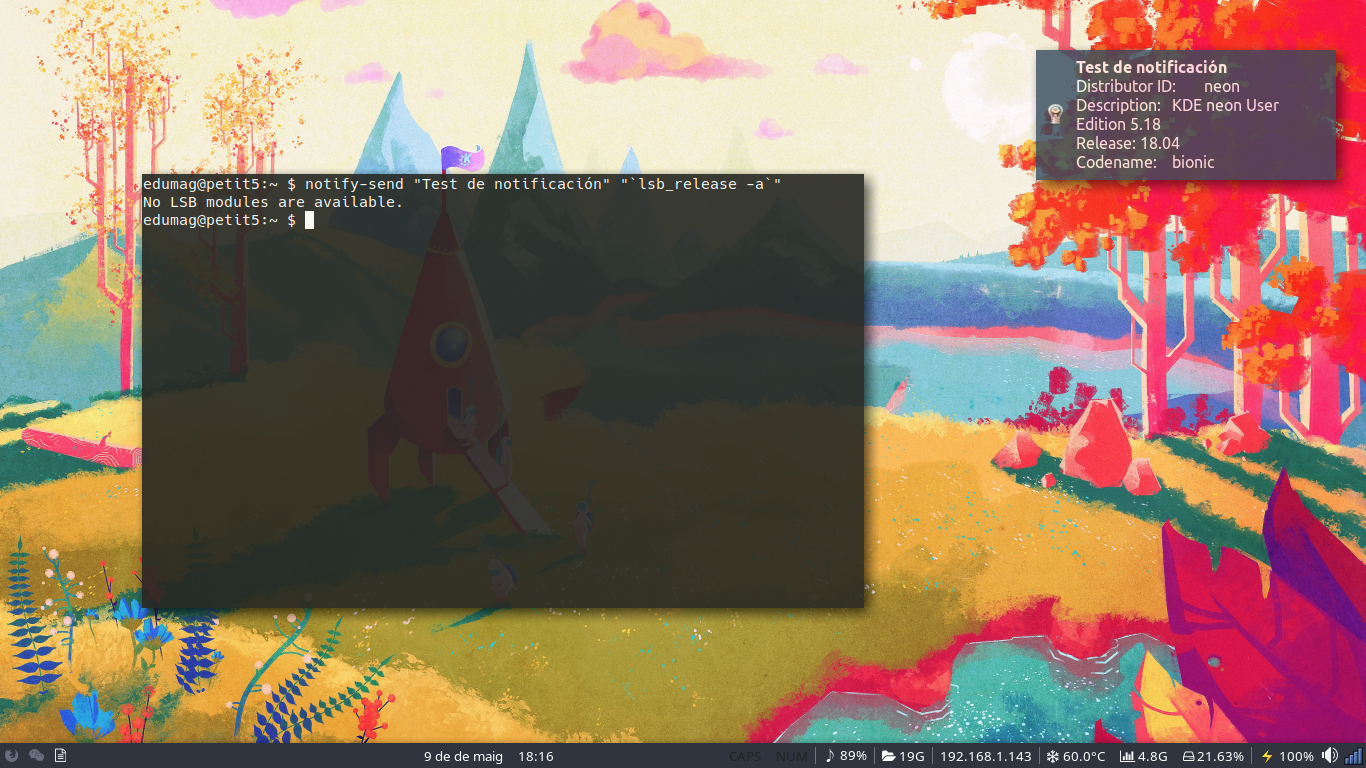 Test de notificación
Distributor ID: neon
Description: KDE neon User
Edition 5.18
Release: 18.04
Codename: bionic
edumag@petit5:~ $ notify-send "Test de notificación" "`lsb_release -a`"
No LSB modules are available.
edumag@petit5:~ $
9 de de maig 18:16 CAPS NUM 89% 19G 192.168.1.143 60.0°C 4.8G 21.63% 100%